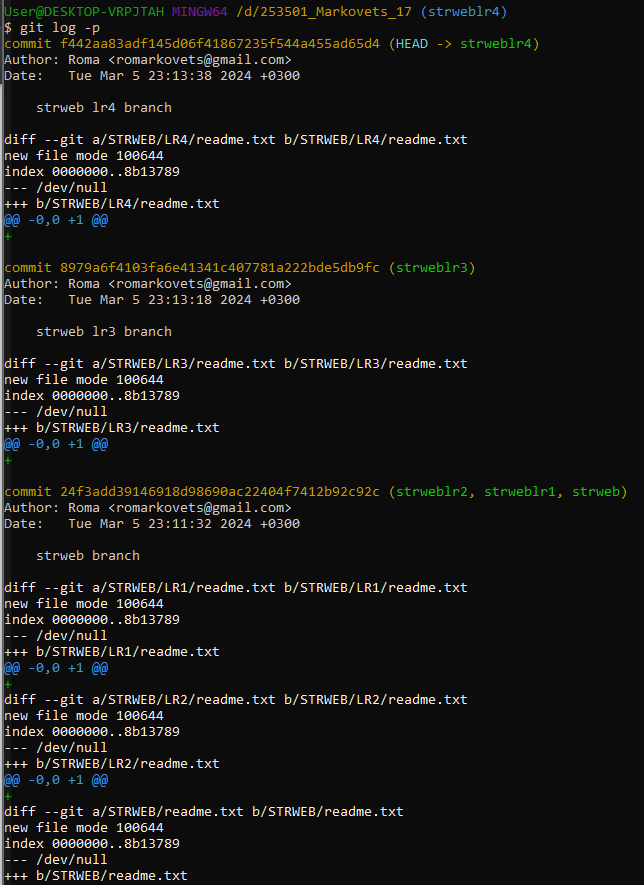 User@DESKTOP-VRPJTAH MINGW64 /d/253501_Markovets_17 (strweblr4)
$ git log -p
commit f442aa83adf145d06f41867235f544a455ad65d4 (HEAD -> strweblr4)
Author: Roma <romarkovets@gmail.com>
Date:   Tue Mar 5 23:13:38 2024 +0300

    strweb lr4 branch

diff --git a/STRWEB/LR4/readme.txt b/STRWEB/LR4/readme.txt
new file mode 100644
index 0000000..8b13789
--- /dev/null
+++ b/STRWEB/LR4/readme.txt
@@ -0,0 +1 @@
+

commit 8979a6f4103fa6e41341c407781a222bde5db9fc (strweblr3)
Author: Roma <romarkovets@gmail.com>
Date:   Tue Mar 5 23:13:18 2024 +0300

    strweb lr3 branch

diff --git a/STRWEB/LR3/readme.txt b/STRWEB/LR3/readme.txt
new file mode 100644
index 0000000..8b13789
--- /dev/null
+++ b/STRWEB/LR3/readme.txt
@@ -0,0 +1 @@
+

commit 24f3add39146918d98690ac22404f7412b92c92c (strweblr2, strweblr1, strweb)
Author: Roma <romarkovets@gmail.com>
Date:   Tue Mar 5 23:11:32 2024 +0300

    strweb branch

diff --git a/STRWEB/LR1/readme.txt b/STRWEB/LR1/readme.txt
new file mode 100644
index 0000000..8b13789
--- /dev/null
+++ b/STRWEB/LR1/readme.txt
@@ -0,0 +1 @@
+
diff --git a/STRWEB/LR2/readme.txt b/STRWEB/LR2/readme.txt
new file mode 100644
index 0000000..8b13789
--- /dev/null
+++ b/STRWEB/LR2/readme.txt
@@ -0,0 +1 @@
+
diff --git a/STRWEB/readme.txt b/STRWEB/readme.txt
new file mode 100644
index 0000000..8b13789
--- /dev/null
+++ b/STRWEB/readme.txt